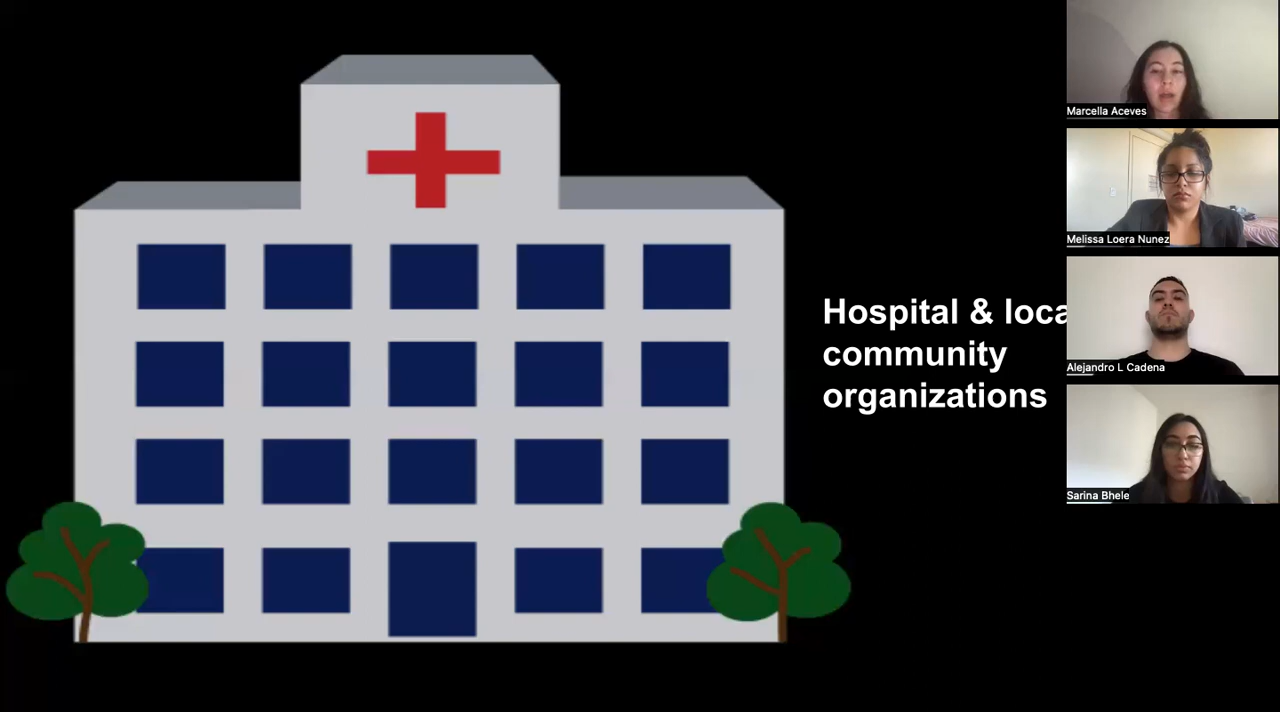 Hospital & loca
community
organizations
Marcella Aceves
Melissa Loera Nunez
Alejandro L Cadena
Sarina Bhele